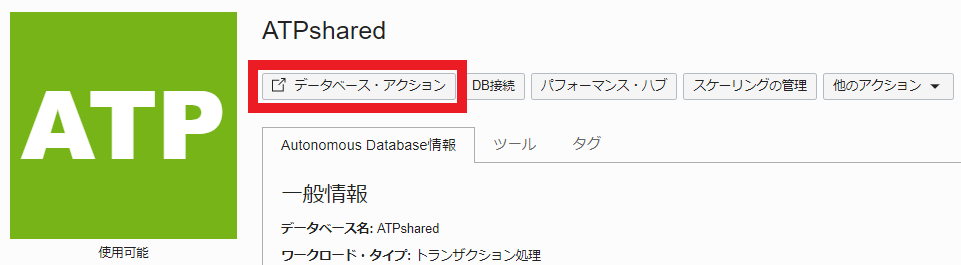 ATPshared
ATP
データベース・アクション DB接続 パフォーマンス・ハブ スケーリングの管理 他のアクション
Autonomous Database情報 ツール タグ
一般情報
データベース名: ATPshared
使用可能
ワークロード・タイプ: トランザクション処理